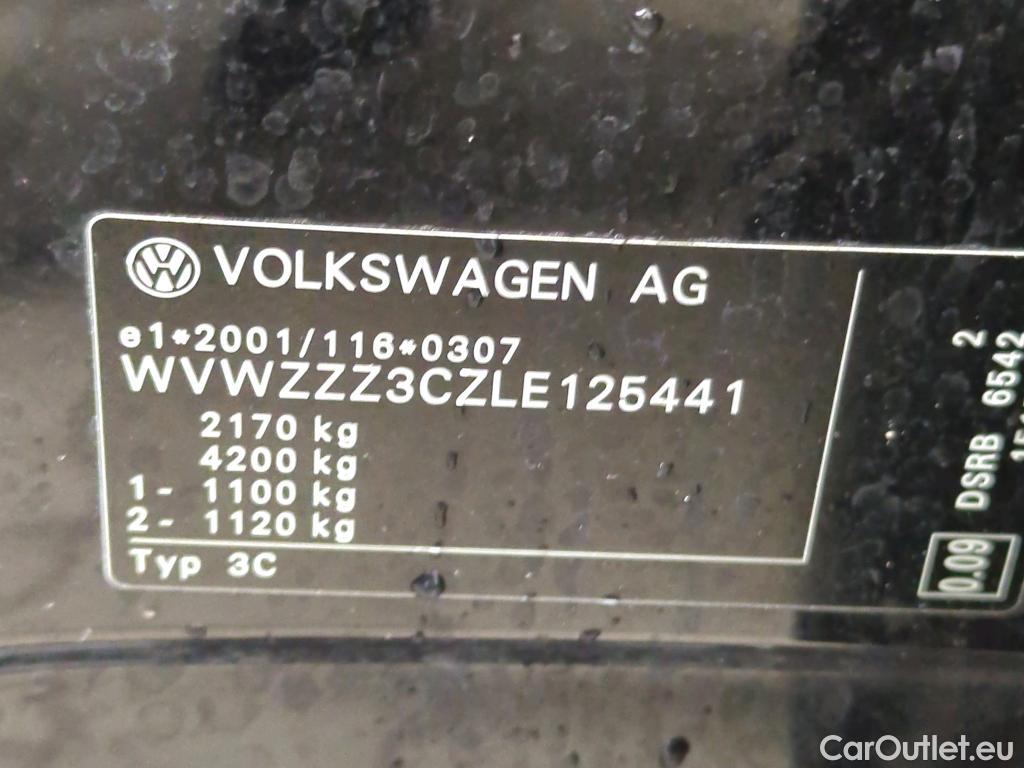 VOLKSWAGEN AG
e1*2001/116*0307
WVWZZZ3CZLE125441
2170 kg
4200 kg
1- 1100 kg
2- 1120 kg
Typ 3C
0.09 DSRB 6542 2
CarOutlet.eu